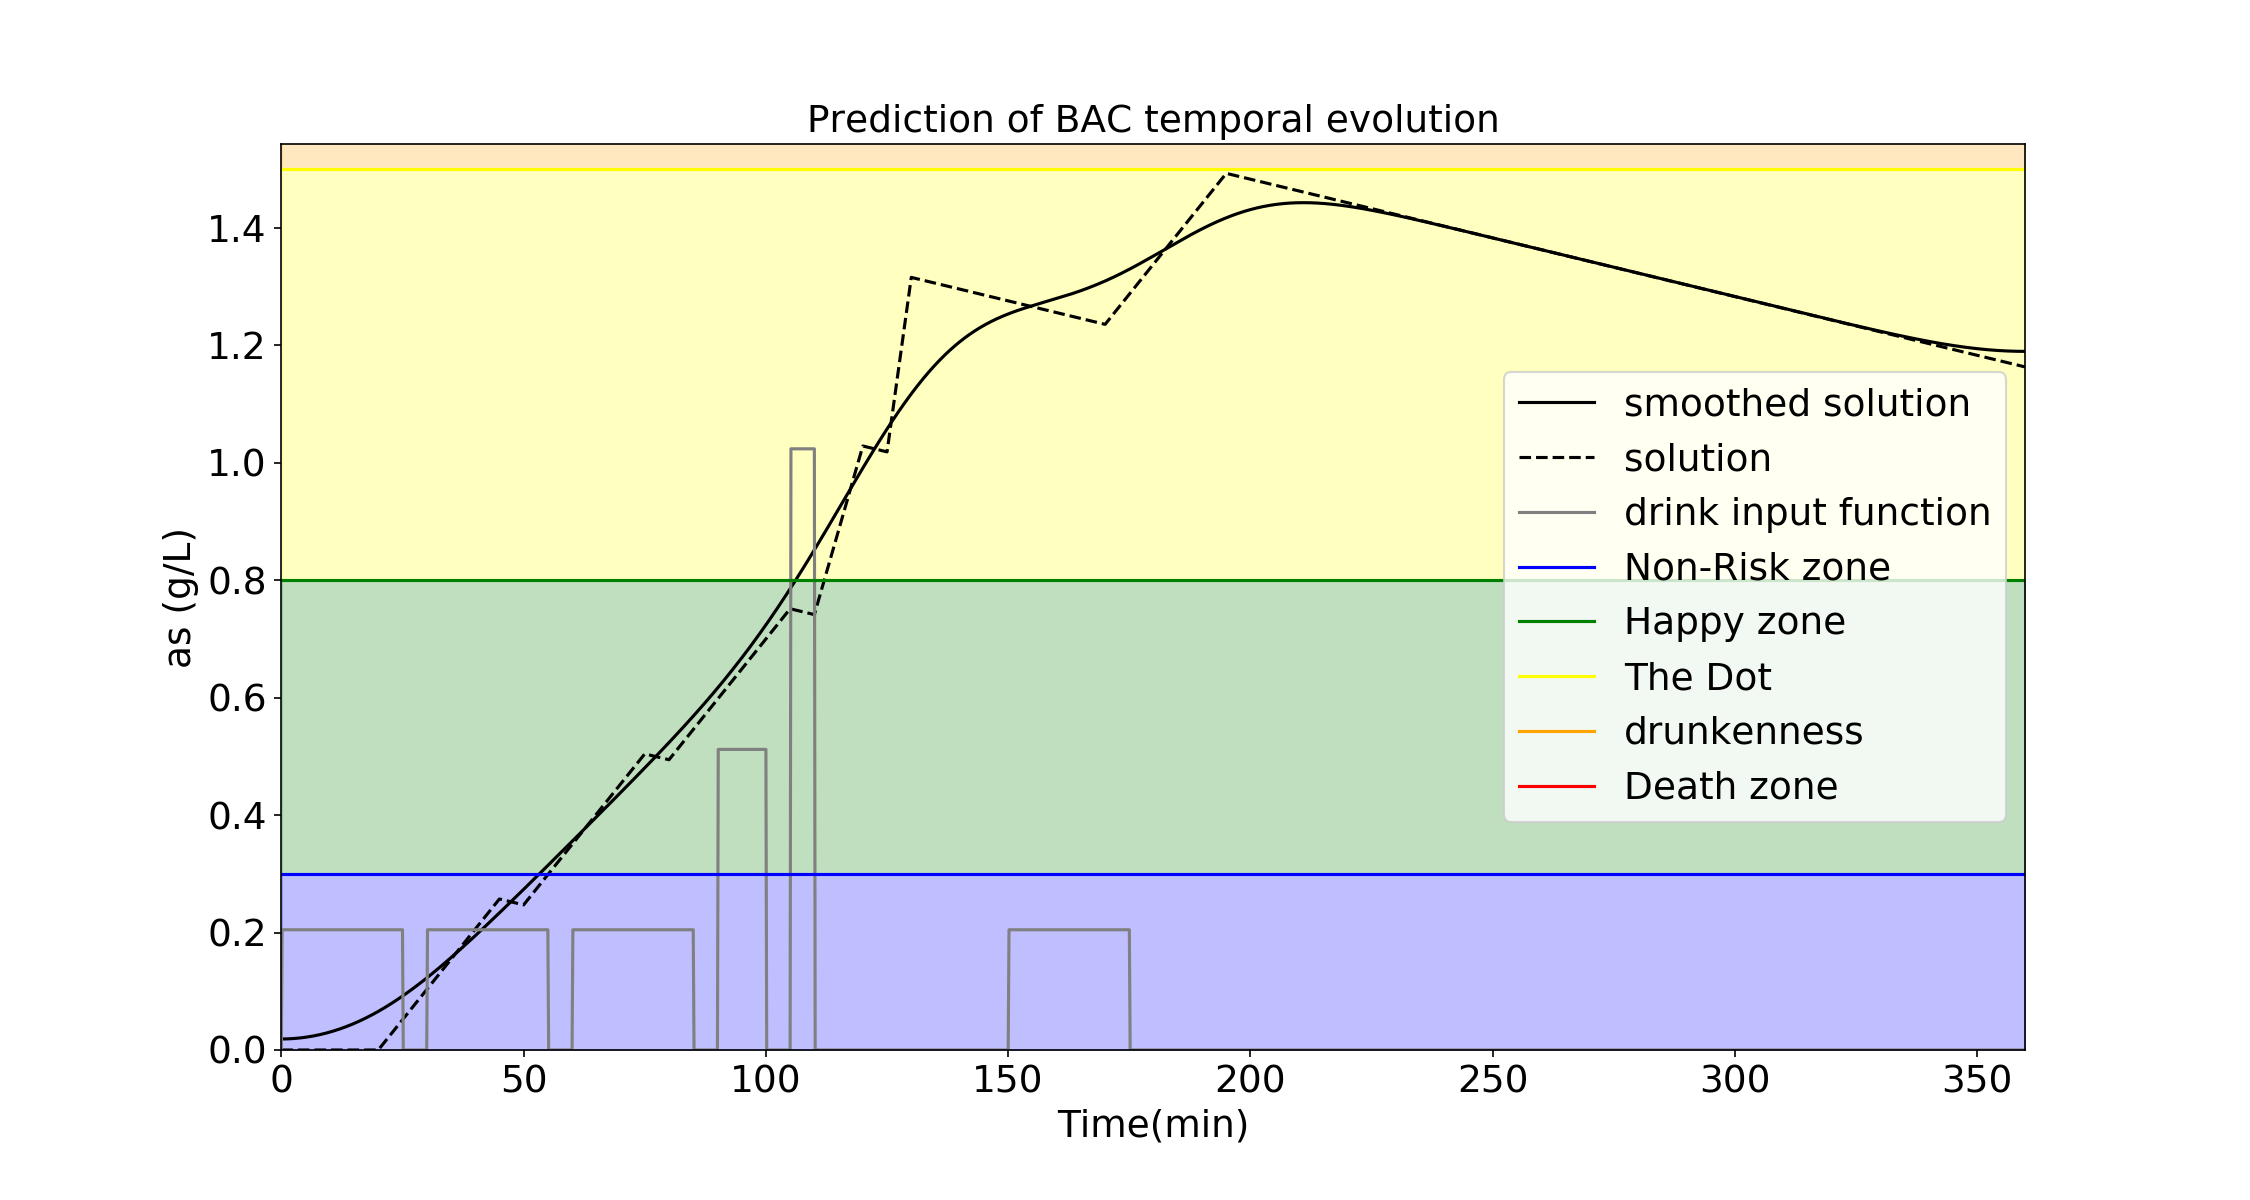 Prediction of BAC temporal evolution
as (g/L)
1.4
1.2
1.0
0.8
0.6
0.4
0.2
0.0
smoothed solution
solution
drink input function
Non-Risk zone
Happy zone
The Dot
drunkenness
Death zone
0 50 100 150 200 250 300 350
Time(min)